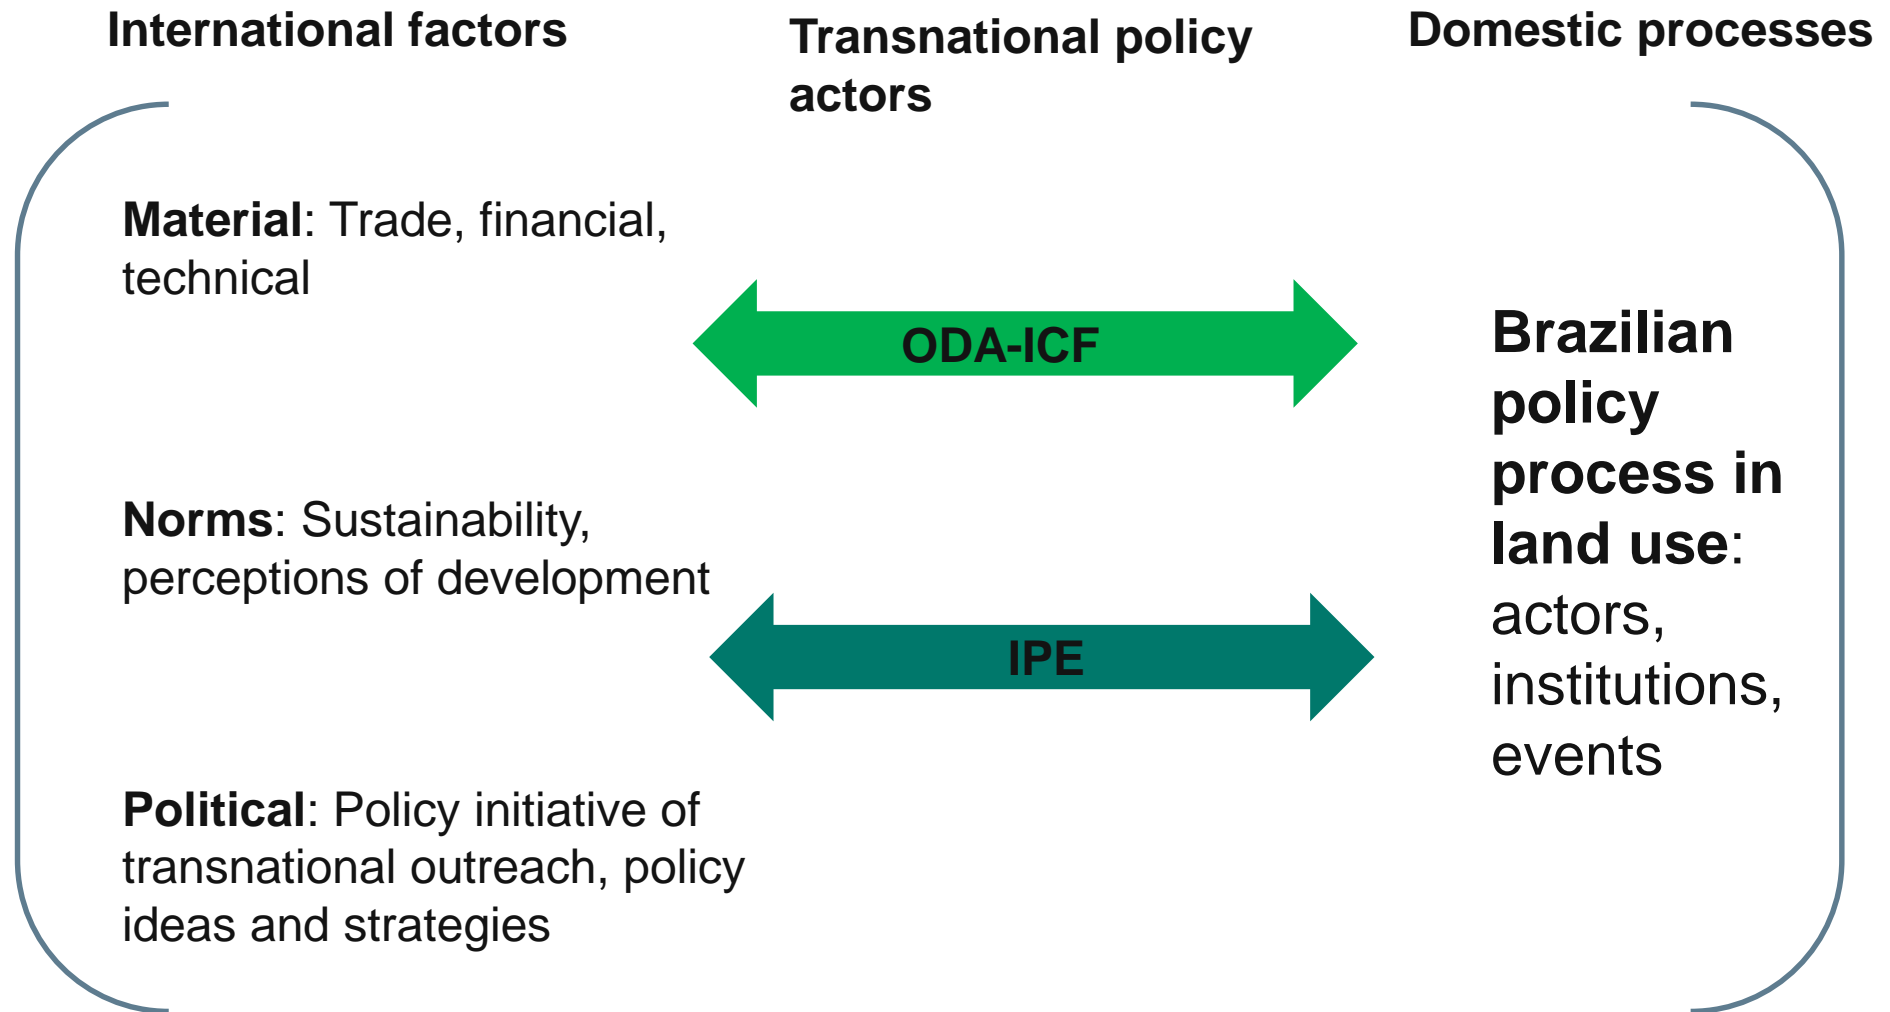 International factors
Transnational policy
actors
Domestic processes
Material: Trade, financial,
technical
Norms: Sustainability,
perceptions of development
Political: Policy initiative of
transnational outreach, policy
ideas and strategies
ODA-ICF
IPE
Brazilian
policy
process in
land use:
actors,
institutions,
events